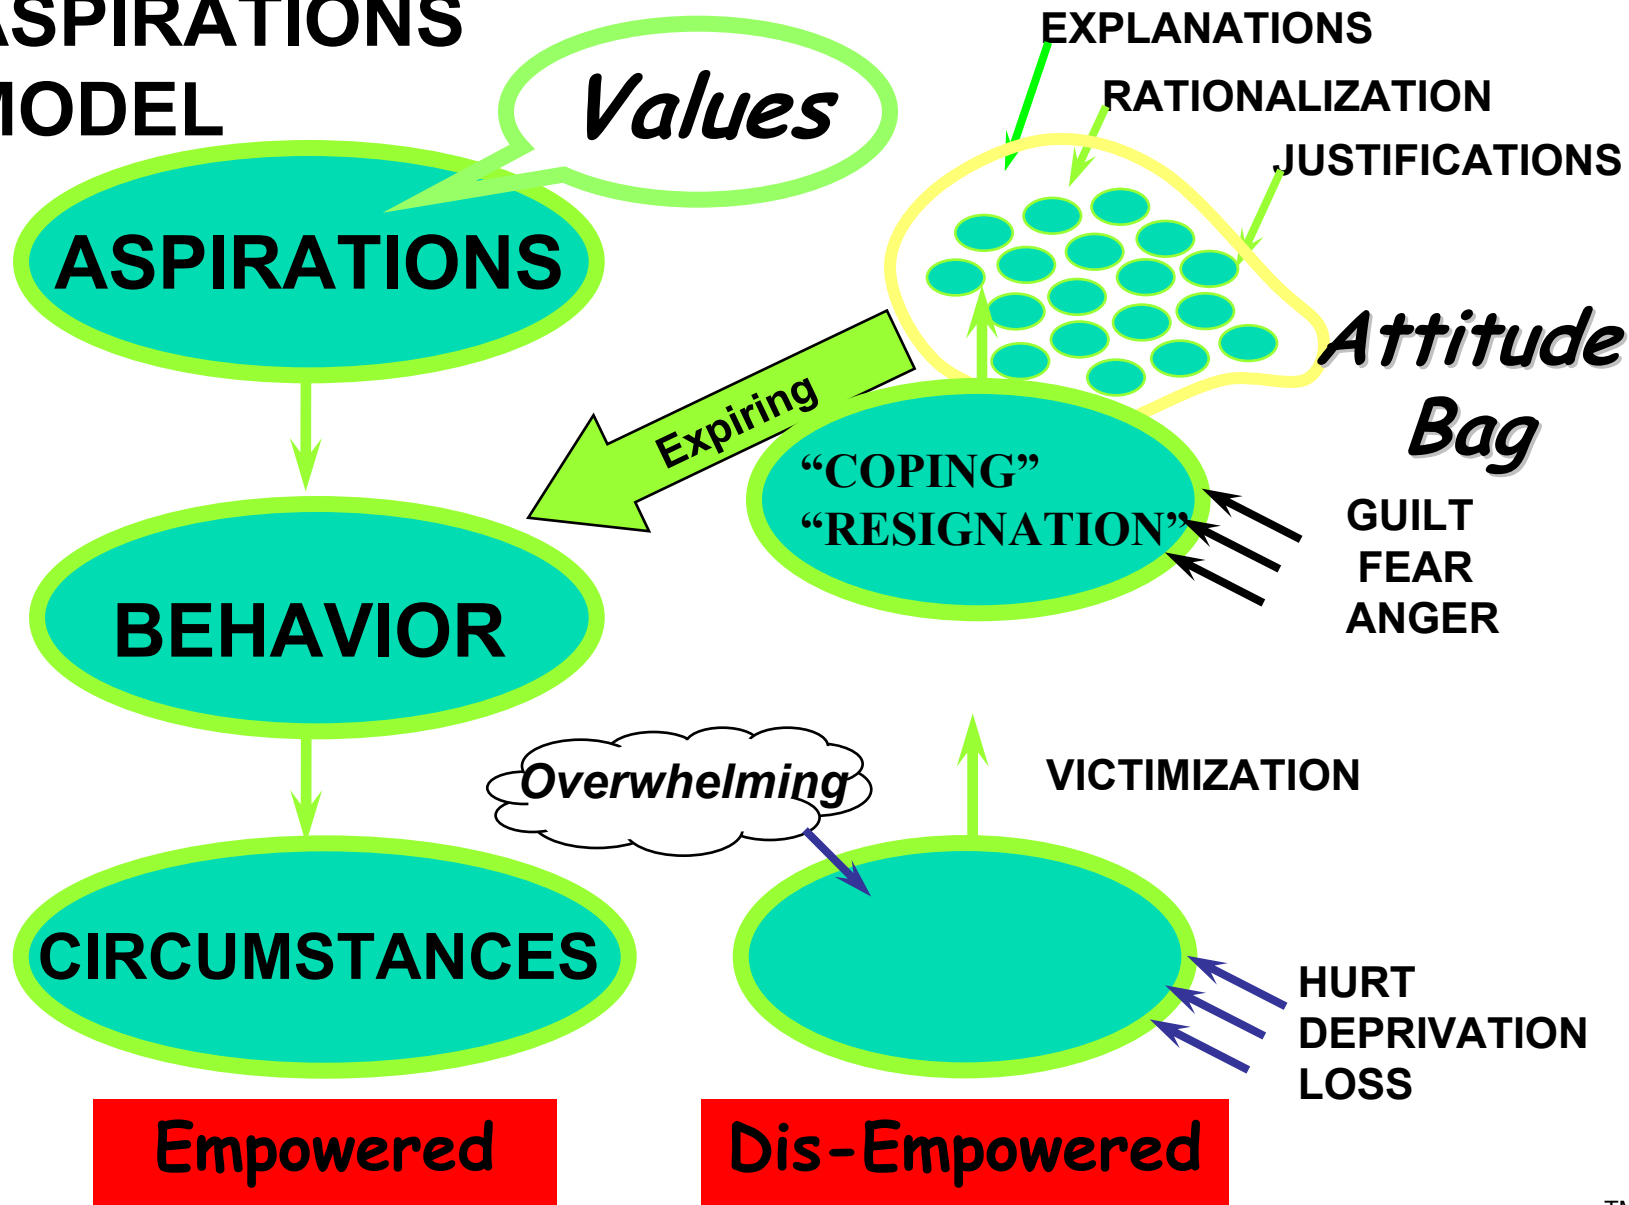 ASPIRATIONS
MODEL
Values
EXPLANATIONS
RATIONALIZATION
JUSTIFICATIONS
ASPIRATIONS
Attitude
Bag
Expiring
“COPING”
“RESIGNATION”
GUILT
FEAR
ANGER
BEHAVIOR
Overwhelming
VICTIMIZATION
CIRCUMSTANCES
HURT
DEPRIVATION
LOSS
Empowered
Dis-Empowered
TM